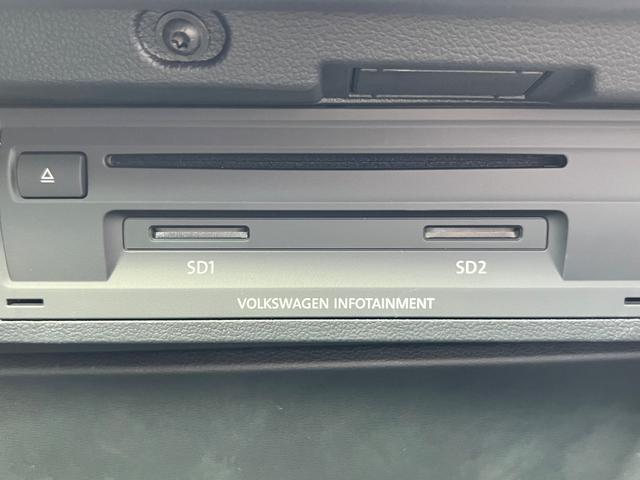 SD1 SD2
VOLKSWAGEN INFOTAINMENT